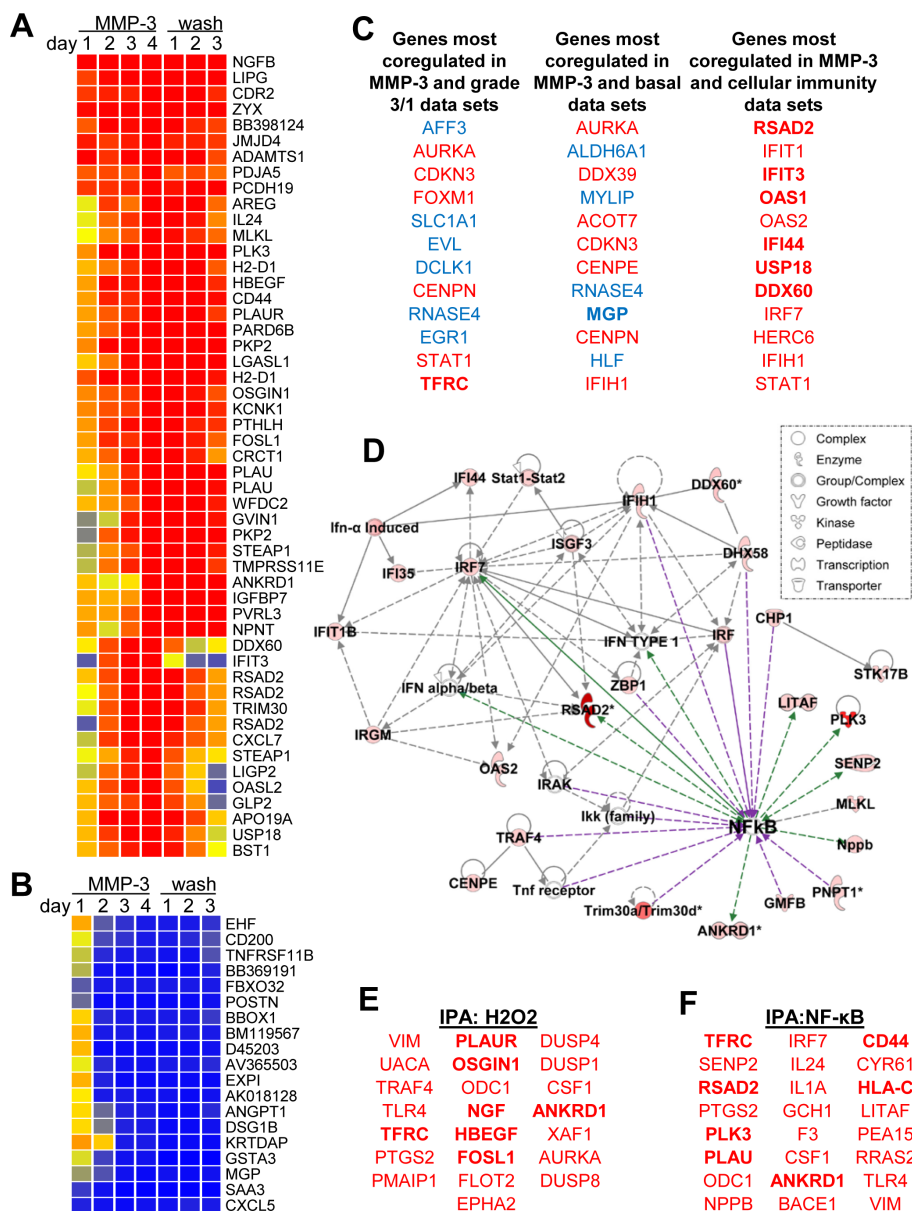 A
MMP-3 wash
day 1 2 3 4 1 2 3
NGFB
LIPG
CDR2
ZYX
BB398124
JMJD4
ADAMTS1
PDJA5
PCDH19
AREG
IL24
MLKL
PLK3
H2-D1
HBEGF
CD44
PLAUR
PARD6B
PKP2
LGASL1
H2-D1
OSGIN1
KCNK1
PTHLH
FOSL1
CRCT1
PLAU
PLAU
WFDC2
GVIN1
PKP2
STEAP1
TMPRSS11E
ANKRD1
IGFBP7
PVRL3
NPNT
DDX60
IFIT3
RSAD2
RSAD2
TRIM30
RSAD2
CXCL7
STEAP1
LIGP2
OASL2
GLP2
APO19A
USP18
BST1
B
MMP-3 wash
day 1 2 3 4 1 2 3
EHF
CD200
TNFRSF11B
BB369191
FBXO32
POSTN
BBOX1
BM119567
D45203
AV365503
EXPI
AK018128
ANGPT1
DSG1B
KRTDAP
GSTA3
MGP
SAA3
CXCL5
C
Genes most
coregulated in
MMP-3 and grade
3/1 data sets
AFF3
AURKA
CDKN3
FOXM1
SLC1A1
EVL
DCLK1
CENPN
RNASE4
EGR1
STAT1
TFRC
Genes most
coregulated in
MMP-3 and basal
data sets
AURKA
ALDH6A1
DDX39
MYLIP
ACOT7
CDKN3
CENPE
RNASE4
MGP
CENPN
HLF
IFIH1
Genes most
coregulated in MMP-3
and cellular immunity
data sets
RSAD2
IFIT1
IFIT3
OAS1
OAS2
IFI44
USP18
DDX60
IRF7
HERC6
IFIH1
STAT1
D
Complex
Enzyme
Group/Complex
Growth factor
Kinase
Peptidase
Transcription
Transporter
IFI44
Stat1-Stat2
IFIH1
DDX60*
Ifn-α Induced
ISGF3
DHX58
IFI35
IRF7
IFIT1B
IFN TYPE 1
IRF
CHP1
STK17B
IFN alpha/beta
ZBP1
RSAD2*
LITAF
PLK3
IRGM
OAS2
IRAK
SENP2
Ikk (family)
NFkB
MLKL
TRAF4
Nppb
CENPE
Tnf receptor
Trim30a/Trim30d*
ANKRD1*
GMFB
PNPT1*
E
IPA: H2O2
VIM PLAUR DUSP4
UACA OSGIN1 DUSP1
TRAF4 ODC1 CSF1
TLR4 NGF ANKRD1
TFRC HBEGF XAF1
PTGS2 FOSL1 AURKA
PMAIP1 FLOT2 DUSP8
EPHA2
F
IPA:NF-κB
TFRC IRF7 CD44
SENP2 IL24 CYR61
RSAD2 IL1A HLA-C
PTGS2 GCH1 LITAF
PLK3 F3 PEA15
PLAU CSF1 RRAS2
ODC1 ANKRD1 TLR4
NPPB BACE1 VIM